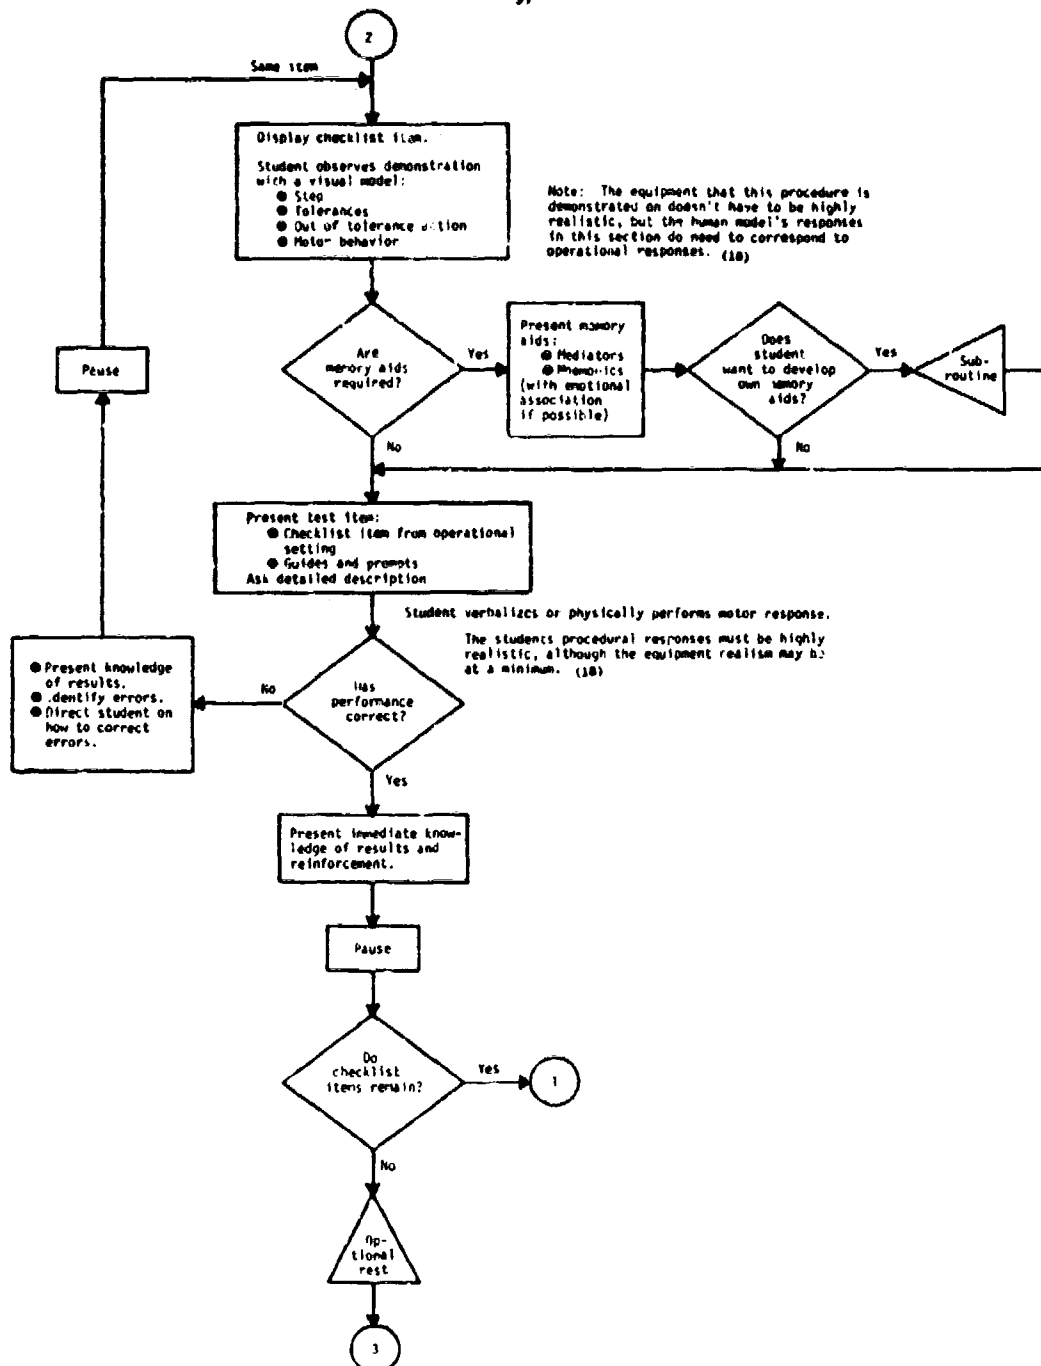 2
Same item
Display checklist item.
Student observes demonstration
with a visual model:
● Step
● Tolerances
● Out of tolerance action
● Motor behavior
Note: The equipment that this procedure is
demonstrated on doesn't have to be highly
realistic, but the human model's responses
in this section do need to correspond to
operational responses. (18)
Pause
Are
memory aids
required?
Yes
No
Present memory
aids:
● Mediators
● Mnemonics
(with emotional
association
if possible)
Does
student
want to develop
own memory
aids?
Yes
No
Sub-
routine
Present test item:
● Checklist item from operational
setting
● Guides and prompts
Ask detailed description
Student verbalizes or physically performs motor response.
The students procedural responses must be highly
realistic, although the equipment realism may be
at a minimum. (18)
Was
performance
correct?
No
● Present knowledge
of results.
● Identify errors.
● Direct student on
how to correct
errors.
Yes
Present immediate know-
ledge of results and
reinforcement.
Pause
Do
checklist
items remain?
Yes
1
No
Op-
tional
rest
3